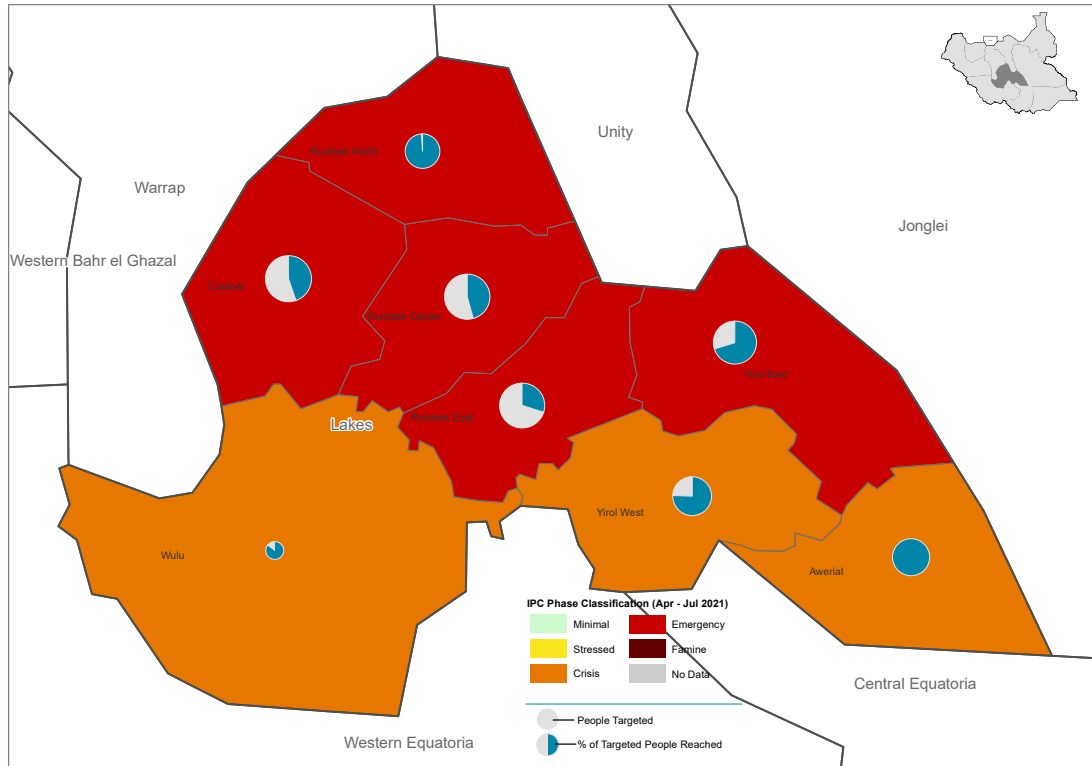 Unity
Rumbek North
Warrap
Jonglei
Western Bahr el Ghazal
Cueibet
Rumbek Centre
Yirol East
Rumbek East
Lakes
Yirol West
Wulu
Awerial
IPC Phase Classification (Apr - Jul 2021)
Minimal
Emergency
Stressed
Famine
Crisis
No Data
Central Equatoria
People Targeted
Western Equatoria
% of Targeted People Reached